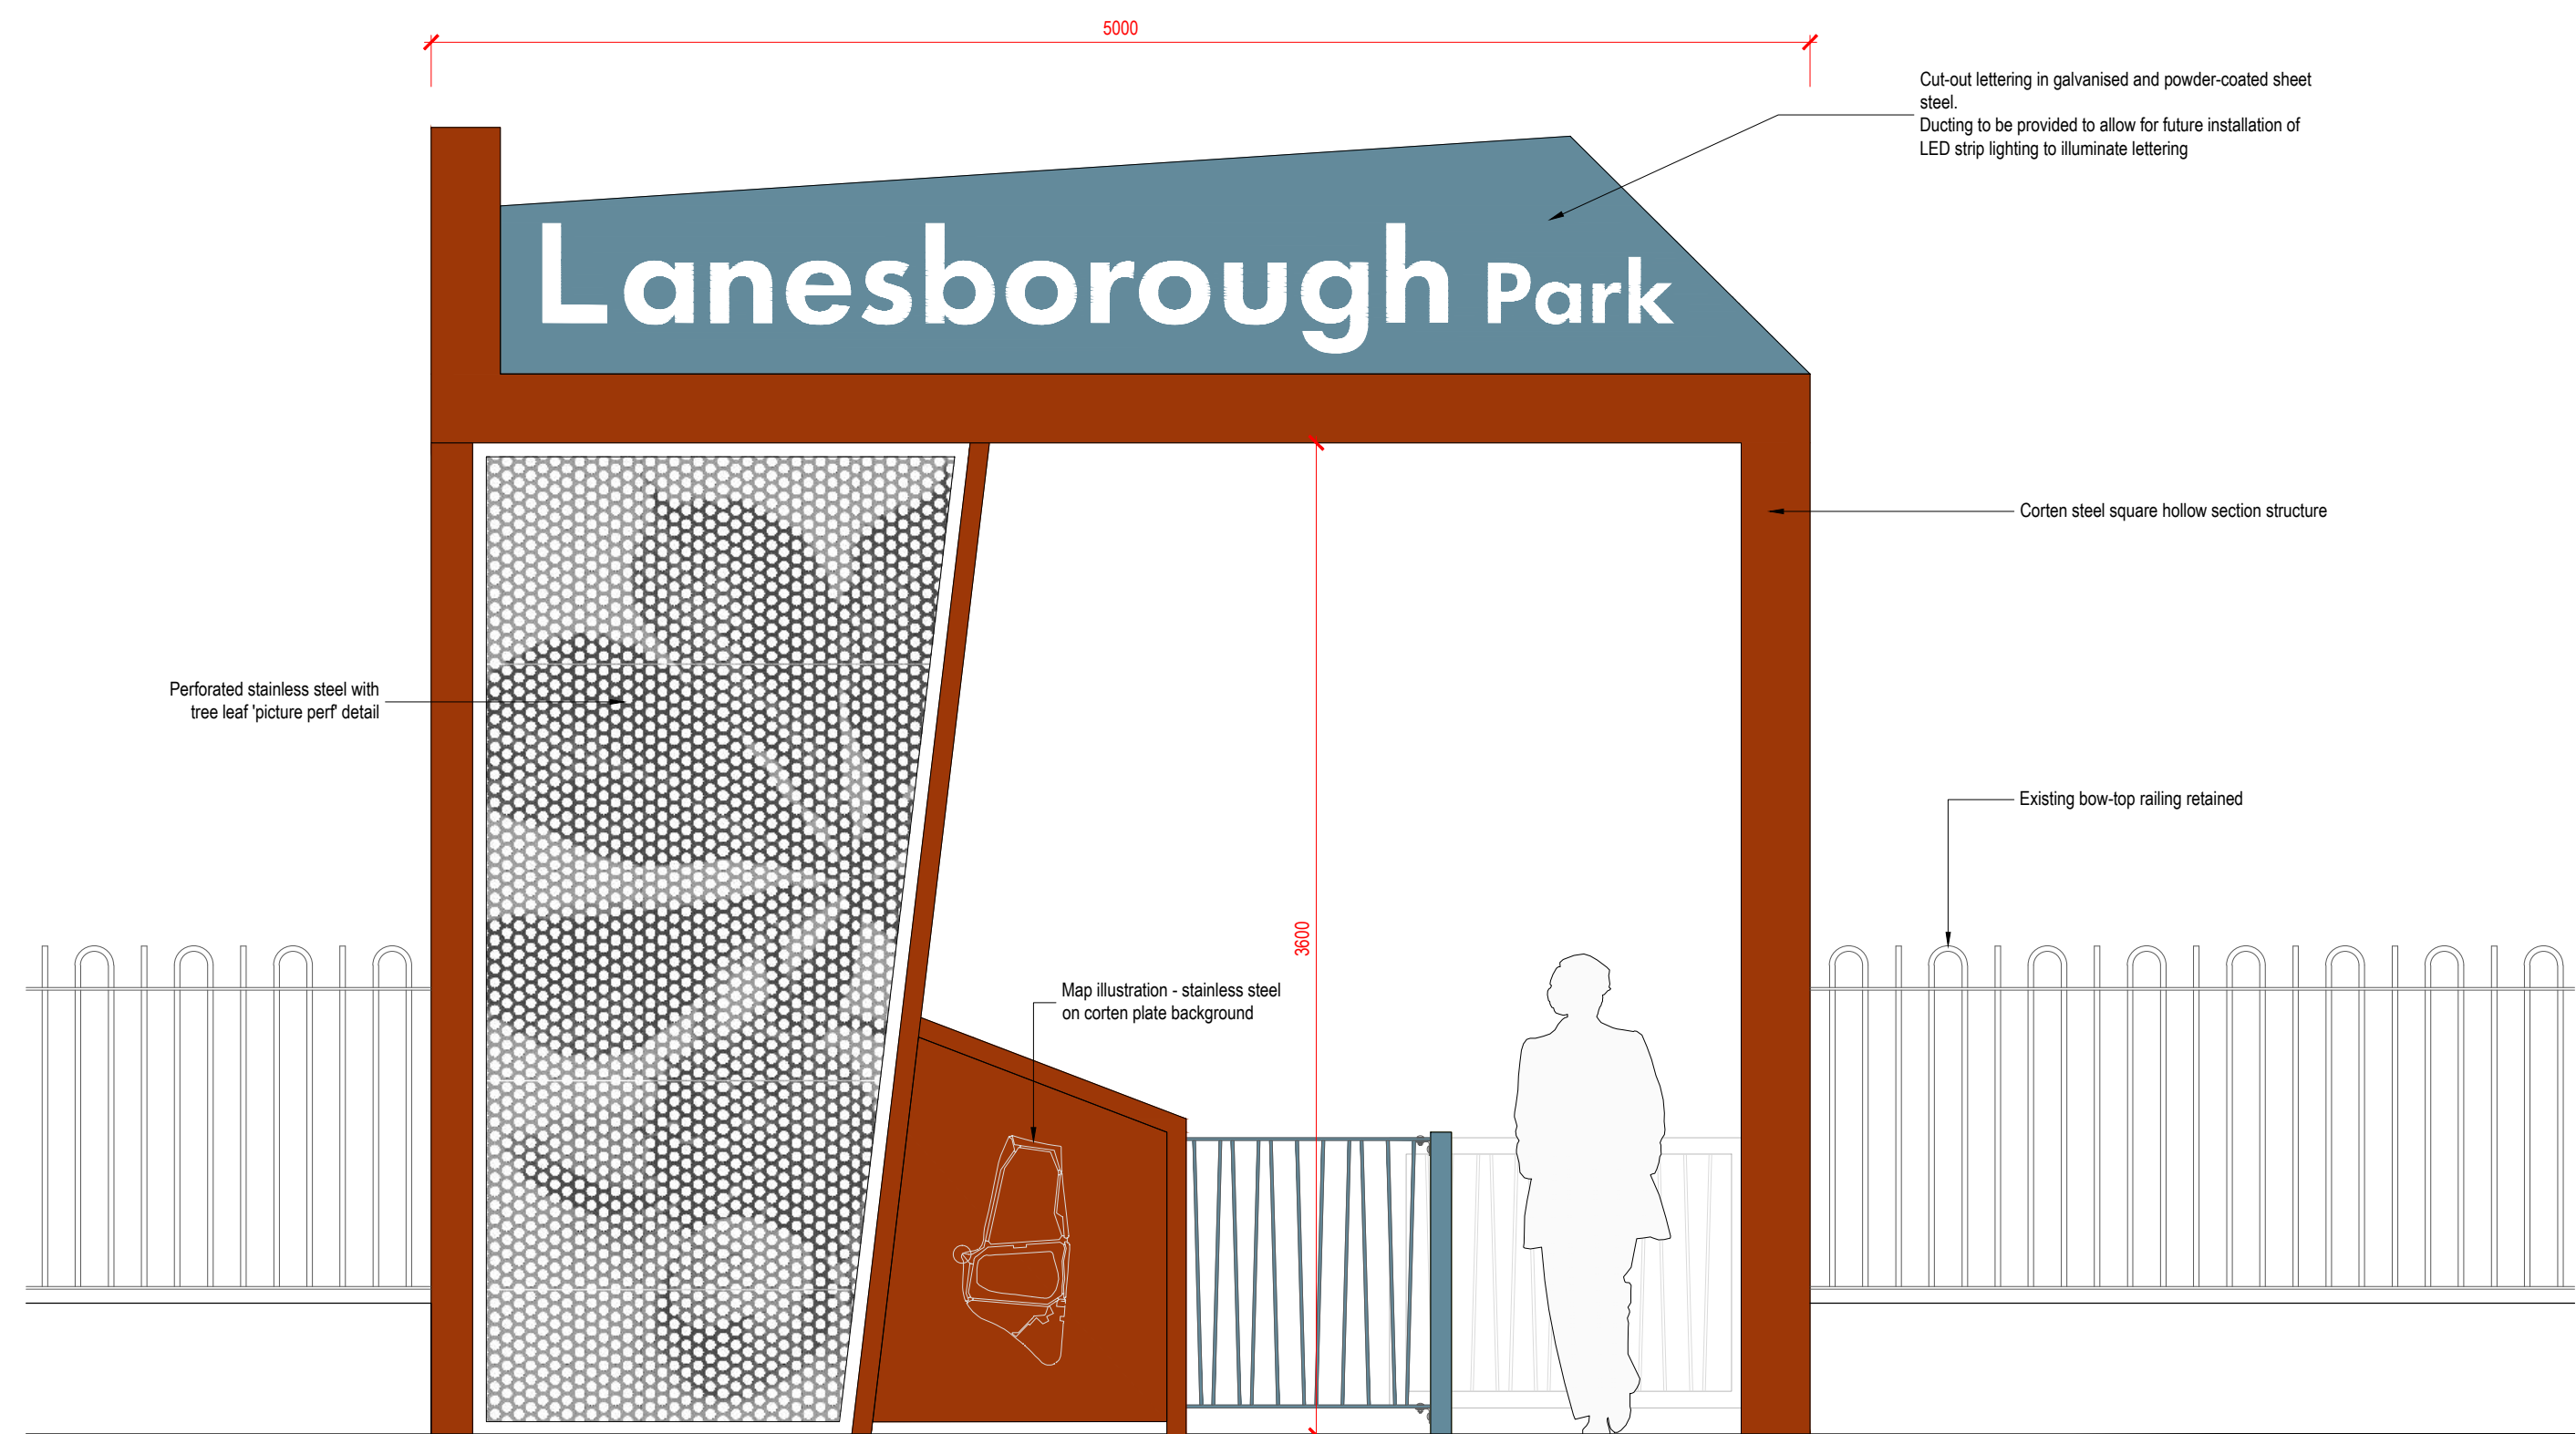 5000
Cut-out lettering in galvanised and powder-coated sheet
steel.
Ducting to be provided to allow for future installation of
LED strip lighting to illuminate lettering
Lanesborough Park
Corten steel square hollow section structure
Perforated stainless steel with
tree leaf 'picture perf' detail
Existing bow-top railing retained
3600
Map illustration - stainless steel
on corten plate background